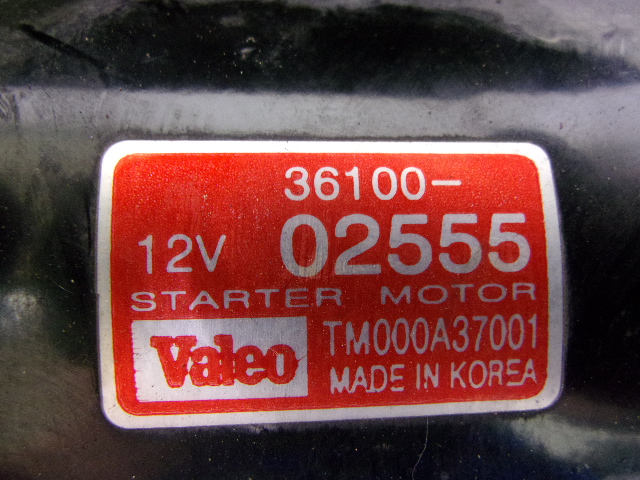 36100-
12V 02555
STARTER MOTOR
Valeo TM000A37001
MADE IN KOREA